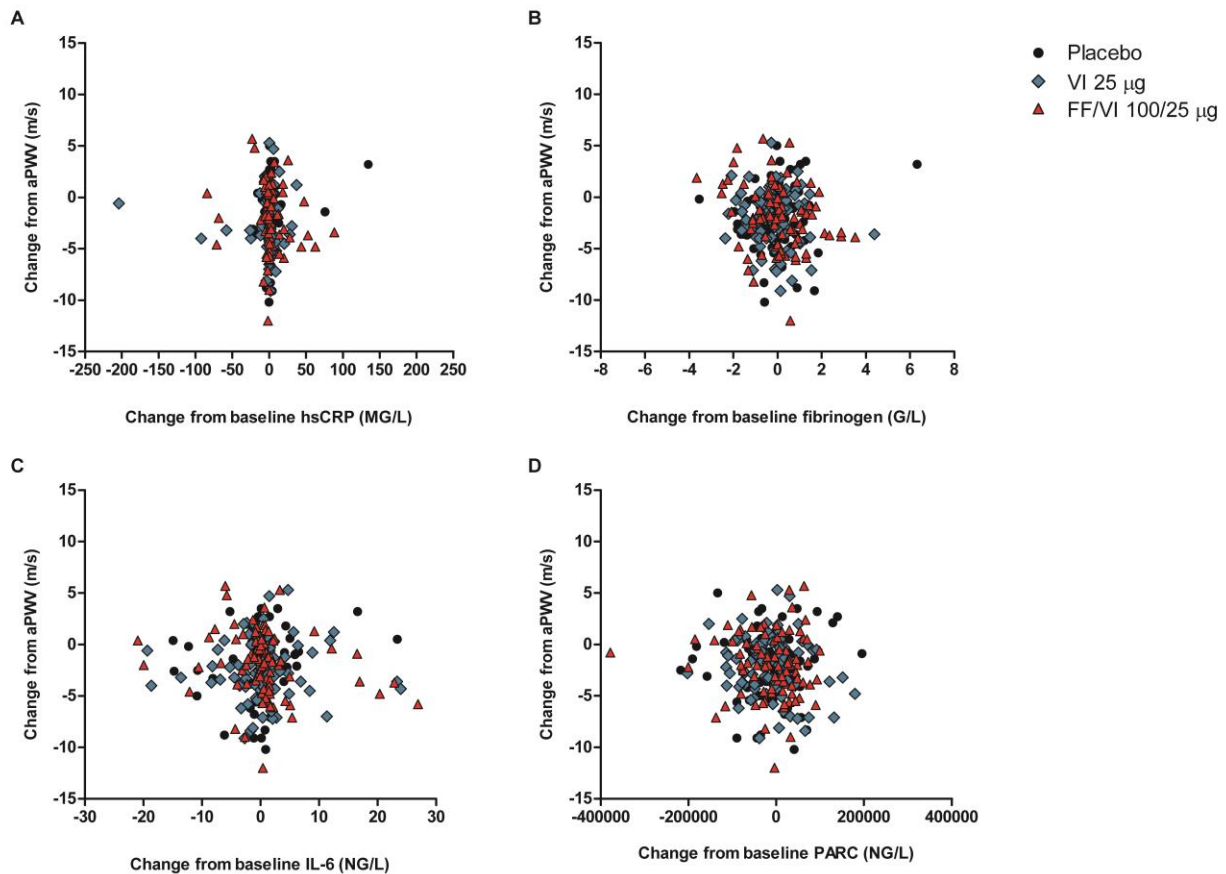 A
B
Placebo
VI 25 μg
FF/VI 100/25 μg
Change from aPWV (m/s)
15
10
5
0
-5
-10
-15
-250 -200 -150 -100 -50 0 50 100 150 200 250
Change from baseline hsCRP (MG/L)
Change from aPWV (m/s)
15
10
5
0
-5
-10
-15
-8 -6 -4 -2 0 2 4 6 8
Change from baseline fibrinogen (G/L)
C
D
Change from aPWV (m/s)
15
10
5
0
-5
-10
-15
-30 -20 -10 0 10 20 30
Change from baseline IL-6 (NG/L)
Change from aPWV (m/s)
15
10
5
0
-5
-10
-15
-400000 -200000 0 200000 400000
Change from baseline PARC (NG/L)